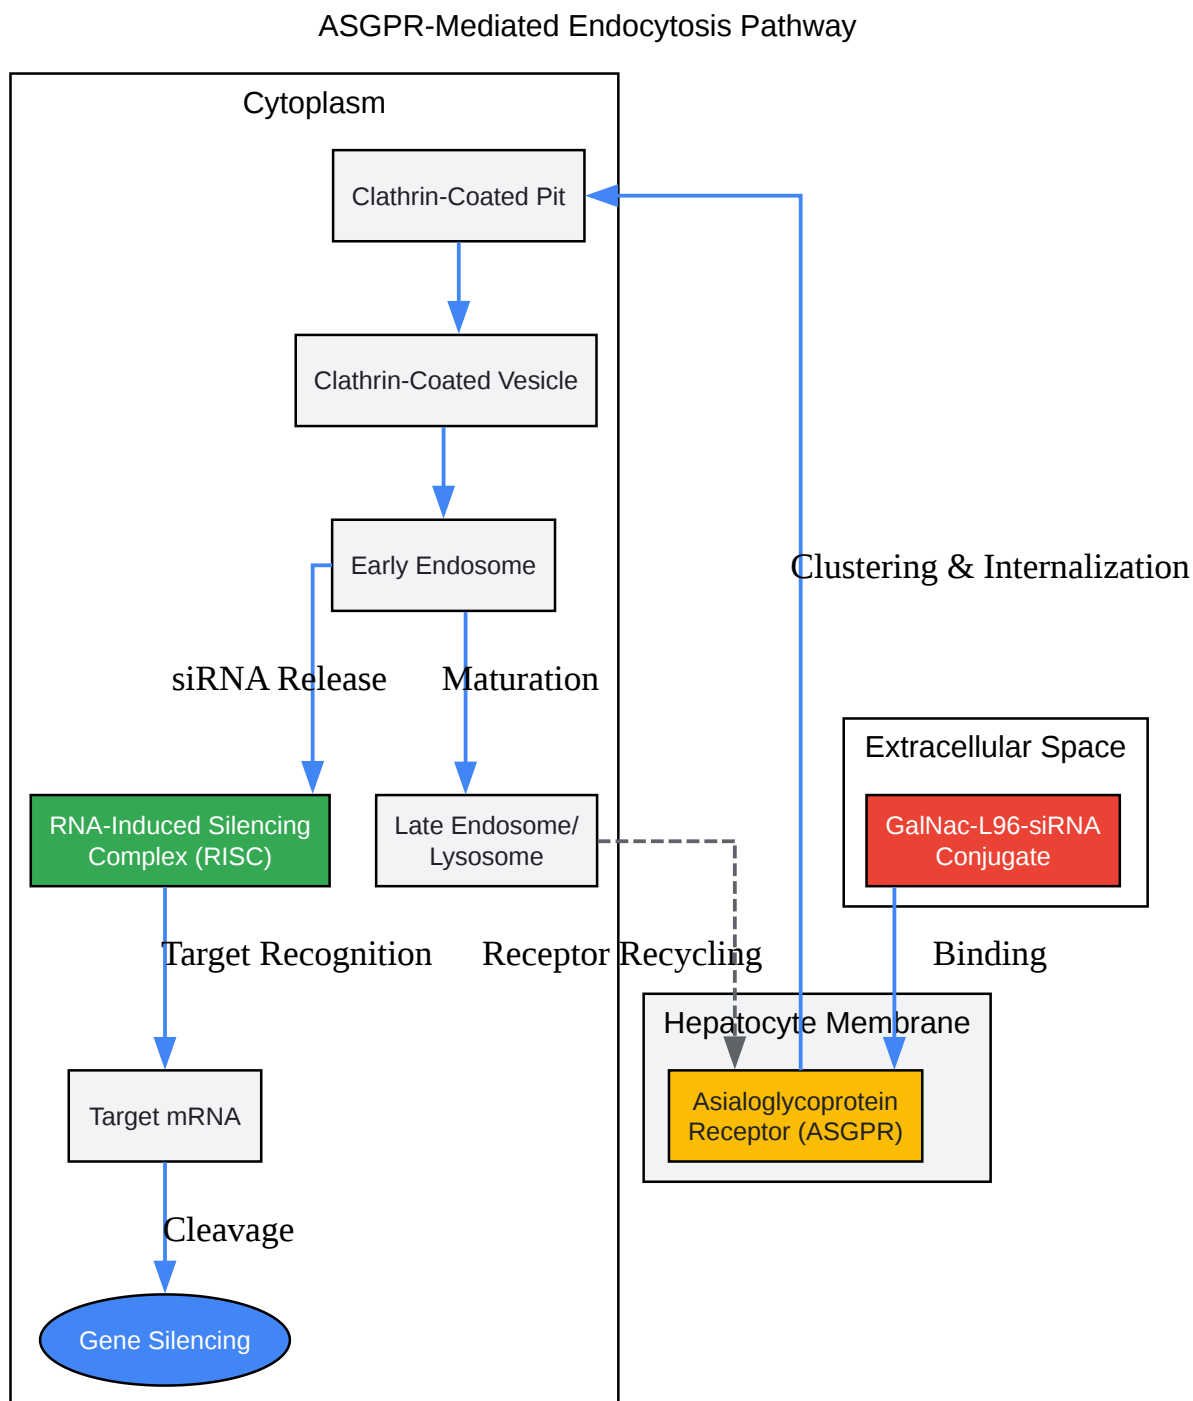 ASGPR-Mediated Endocytosis Pathway
Cytoplasm
Clathrin-Coated Pit
Clathrin-Coated Vesicle
Early Endosome
Clustering & Internalization
siRNA Release
Maturation
Extracellular Space
RNA-Induced Silencing
Complex (RISC)
Late Endosome/
Lysosome
GalNac-L96-siRNA
Conjugate
Target Recognition
Receptor Recycling
Binding
Hepatocyte Membrane
Asialoglycoprotein
Receptor (ASGPR)
Target mRNA
Cleavage
Gene Silencing